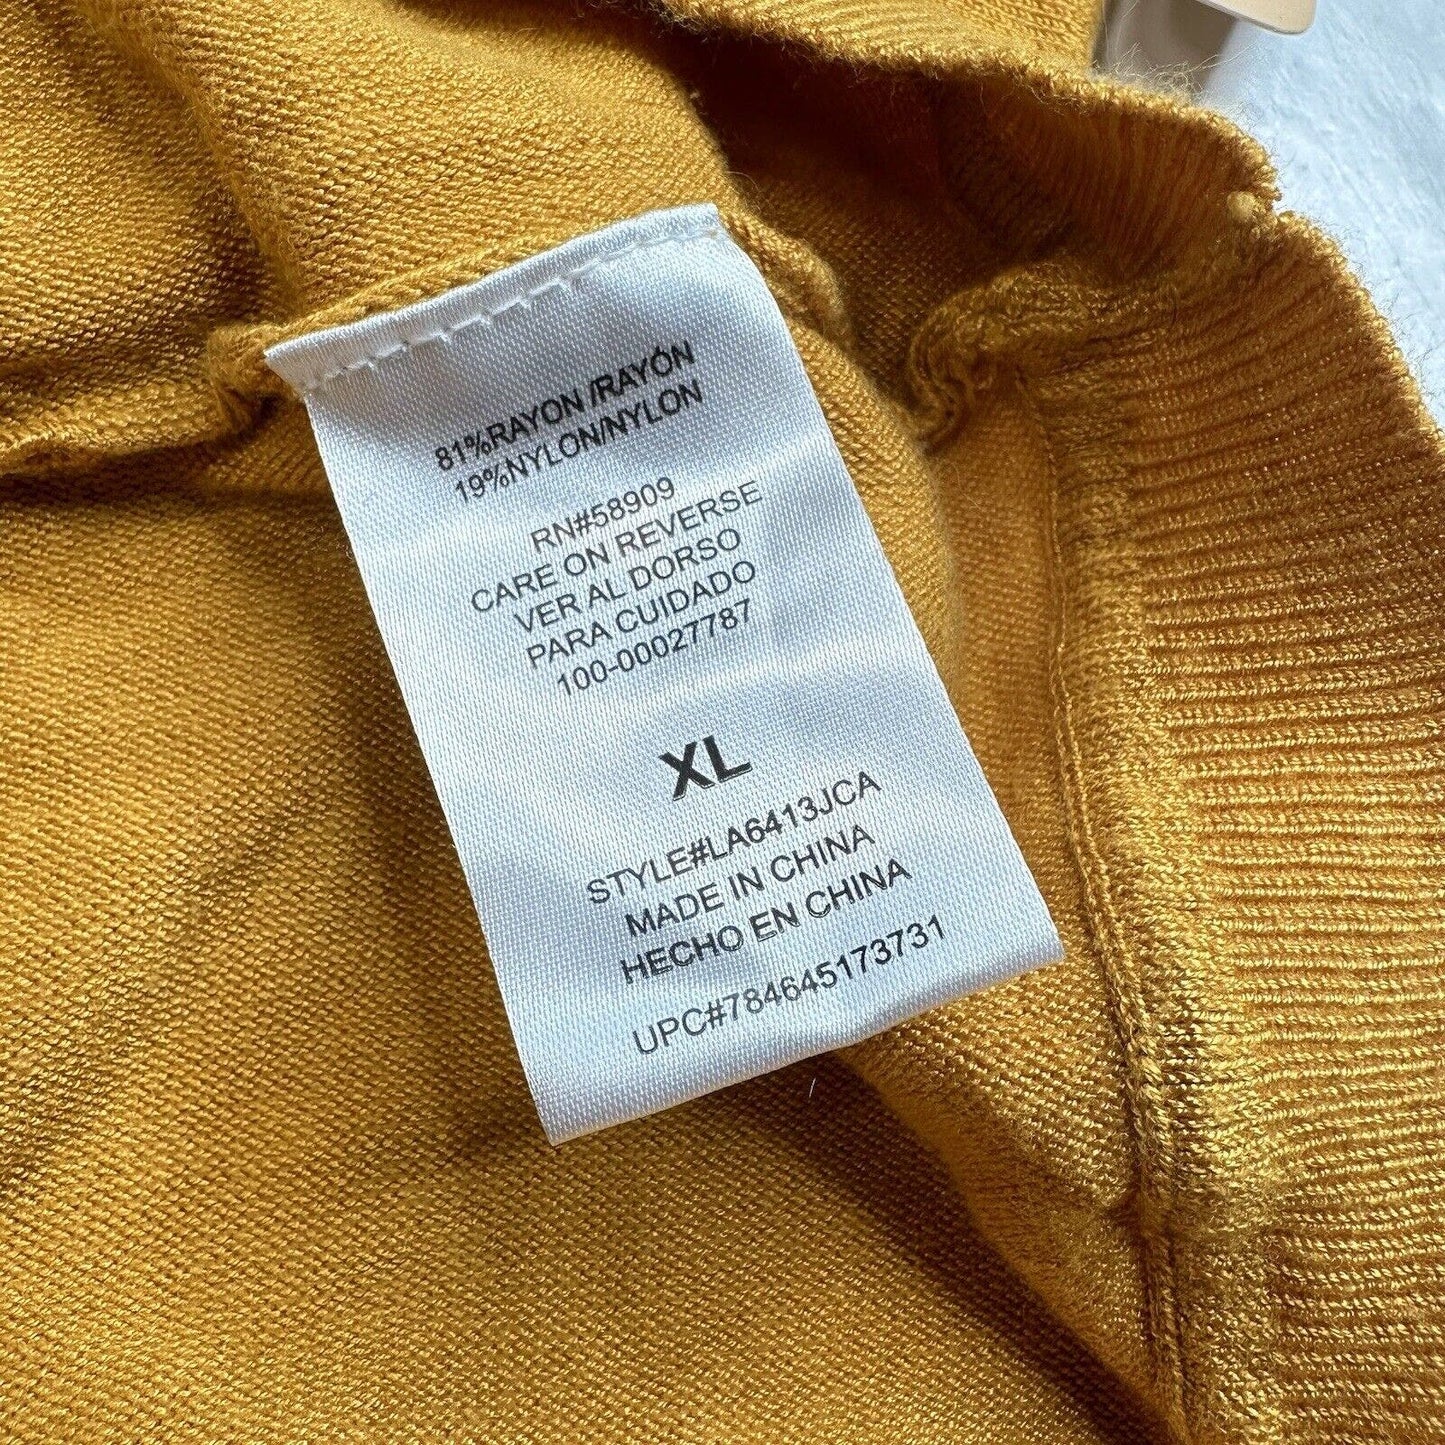 81%RAYON /RAYÓN
19%NYLON/NYLON
RN#58909
CARE ON REVERSE
VER AL DORSO
PARA CUIDADO
100-00027787
XL
STYLE#LA6413JCA
MADE IN CHINA
HECHO EN CHINA
UPC#784645173731